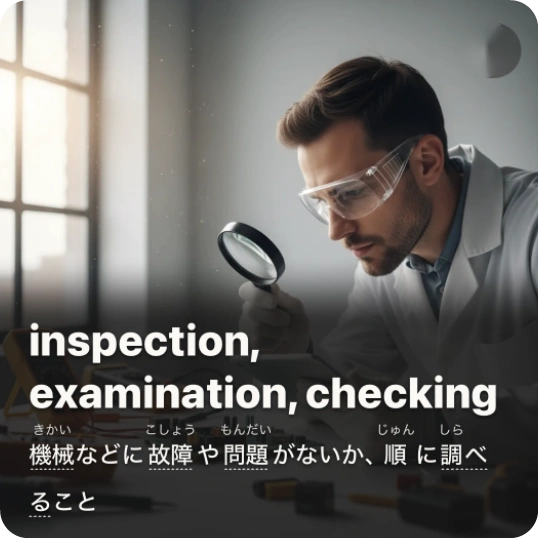 inspection,
examination, checking
きかい こしょう もんだい じゅん しら
機械などに故障や問題がないか、順に調べ
ること